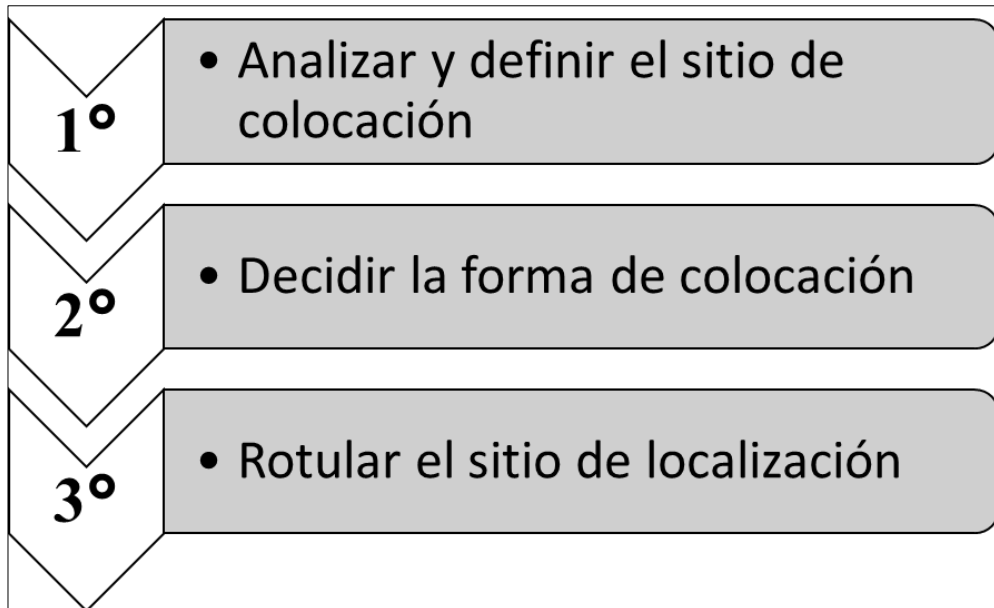 1°
• Analizar y definir el sitio de
colocación
2°
• Decidir la forma de colocación
3°
• Rotular el sitio de localización